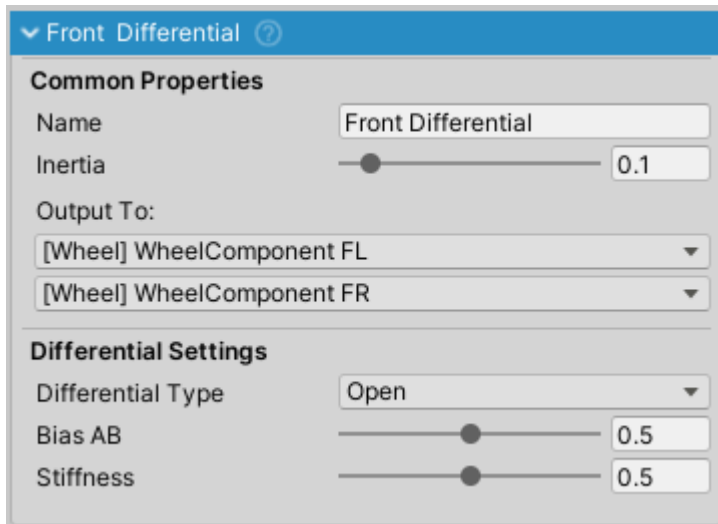 Front Differential ?
Common Properties
Name Front Differential
Inertia 0.1
Output To:
[Wheel] WheelComponent FL
[Wheel] WheelComponent FR
Differential Settings
Differential Type Open
Bias AB 0.5
Stiffness 0.5